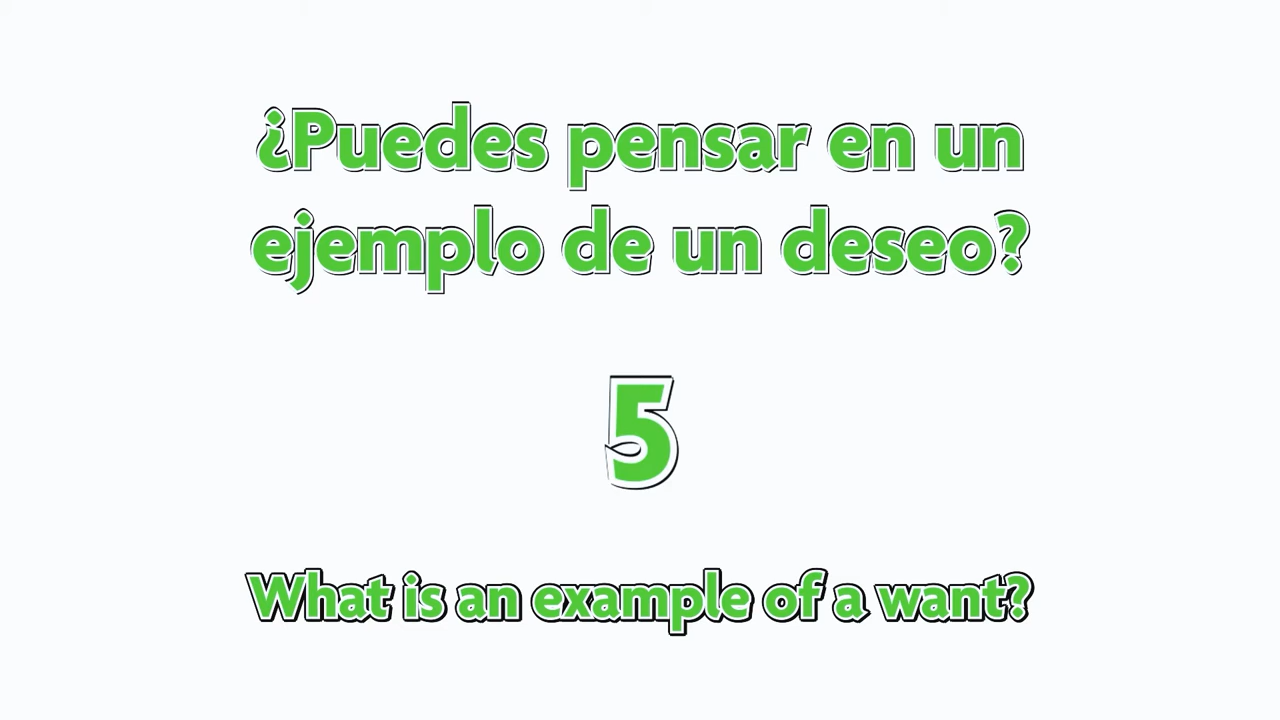 ¿Puedes pensar en un
ejemplo de un deseo?
5
What is an example of a want?